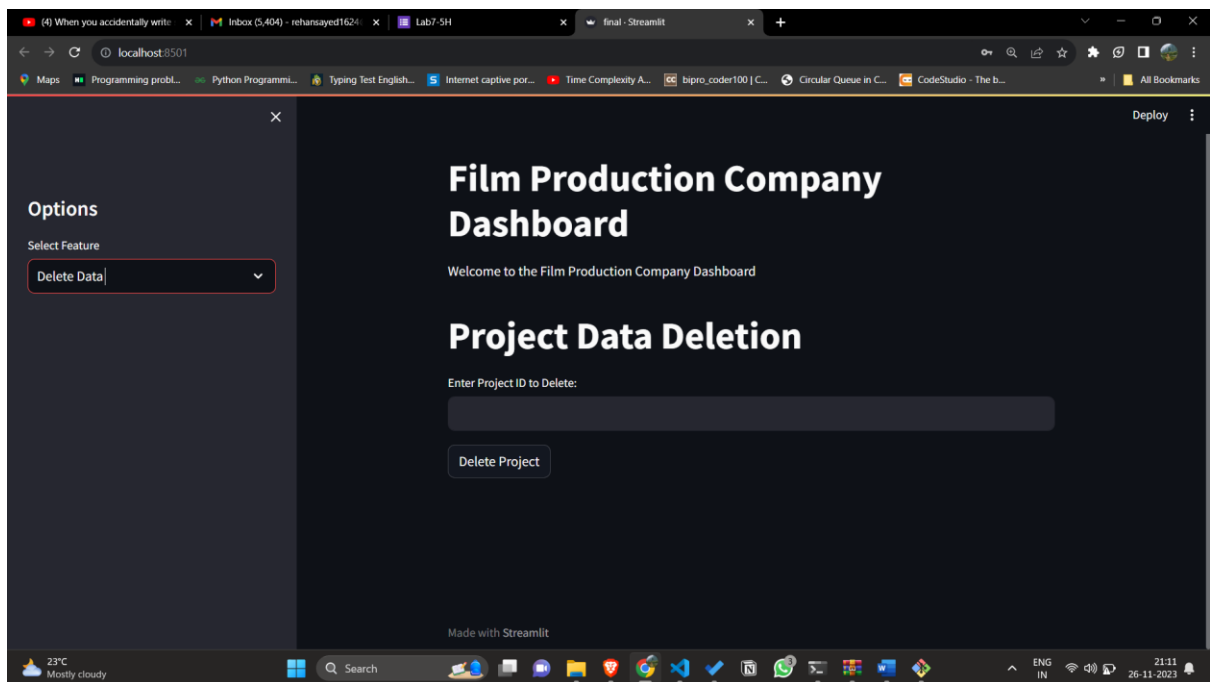 (4) When you accidentally write
Inbox (5,404) - rehansayed1624
Lab7-5H
final · Streamlit
localhost:8501
Maps
Programming probl...
Python Programmi...
Typing Test English...
Internet captive por...
Time Complexity A...
bipro_coder100 | C...
Circular Queue in C...
CodeStudio - The b...
»
All Bookmarks
Deploy
Options
Select Feature
Delete Data
Film Production Company
Dashboard
Welcome to the Film Production Company Dashboard
Project Data Deletion
Enter Project ID to Delete:
Delete Project
Made with Streamlit
23°C
Mostly cloudy
Search
ENG
IN
21:11
26-11-2023